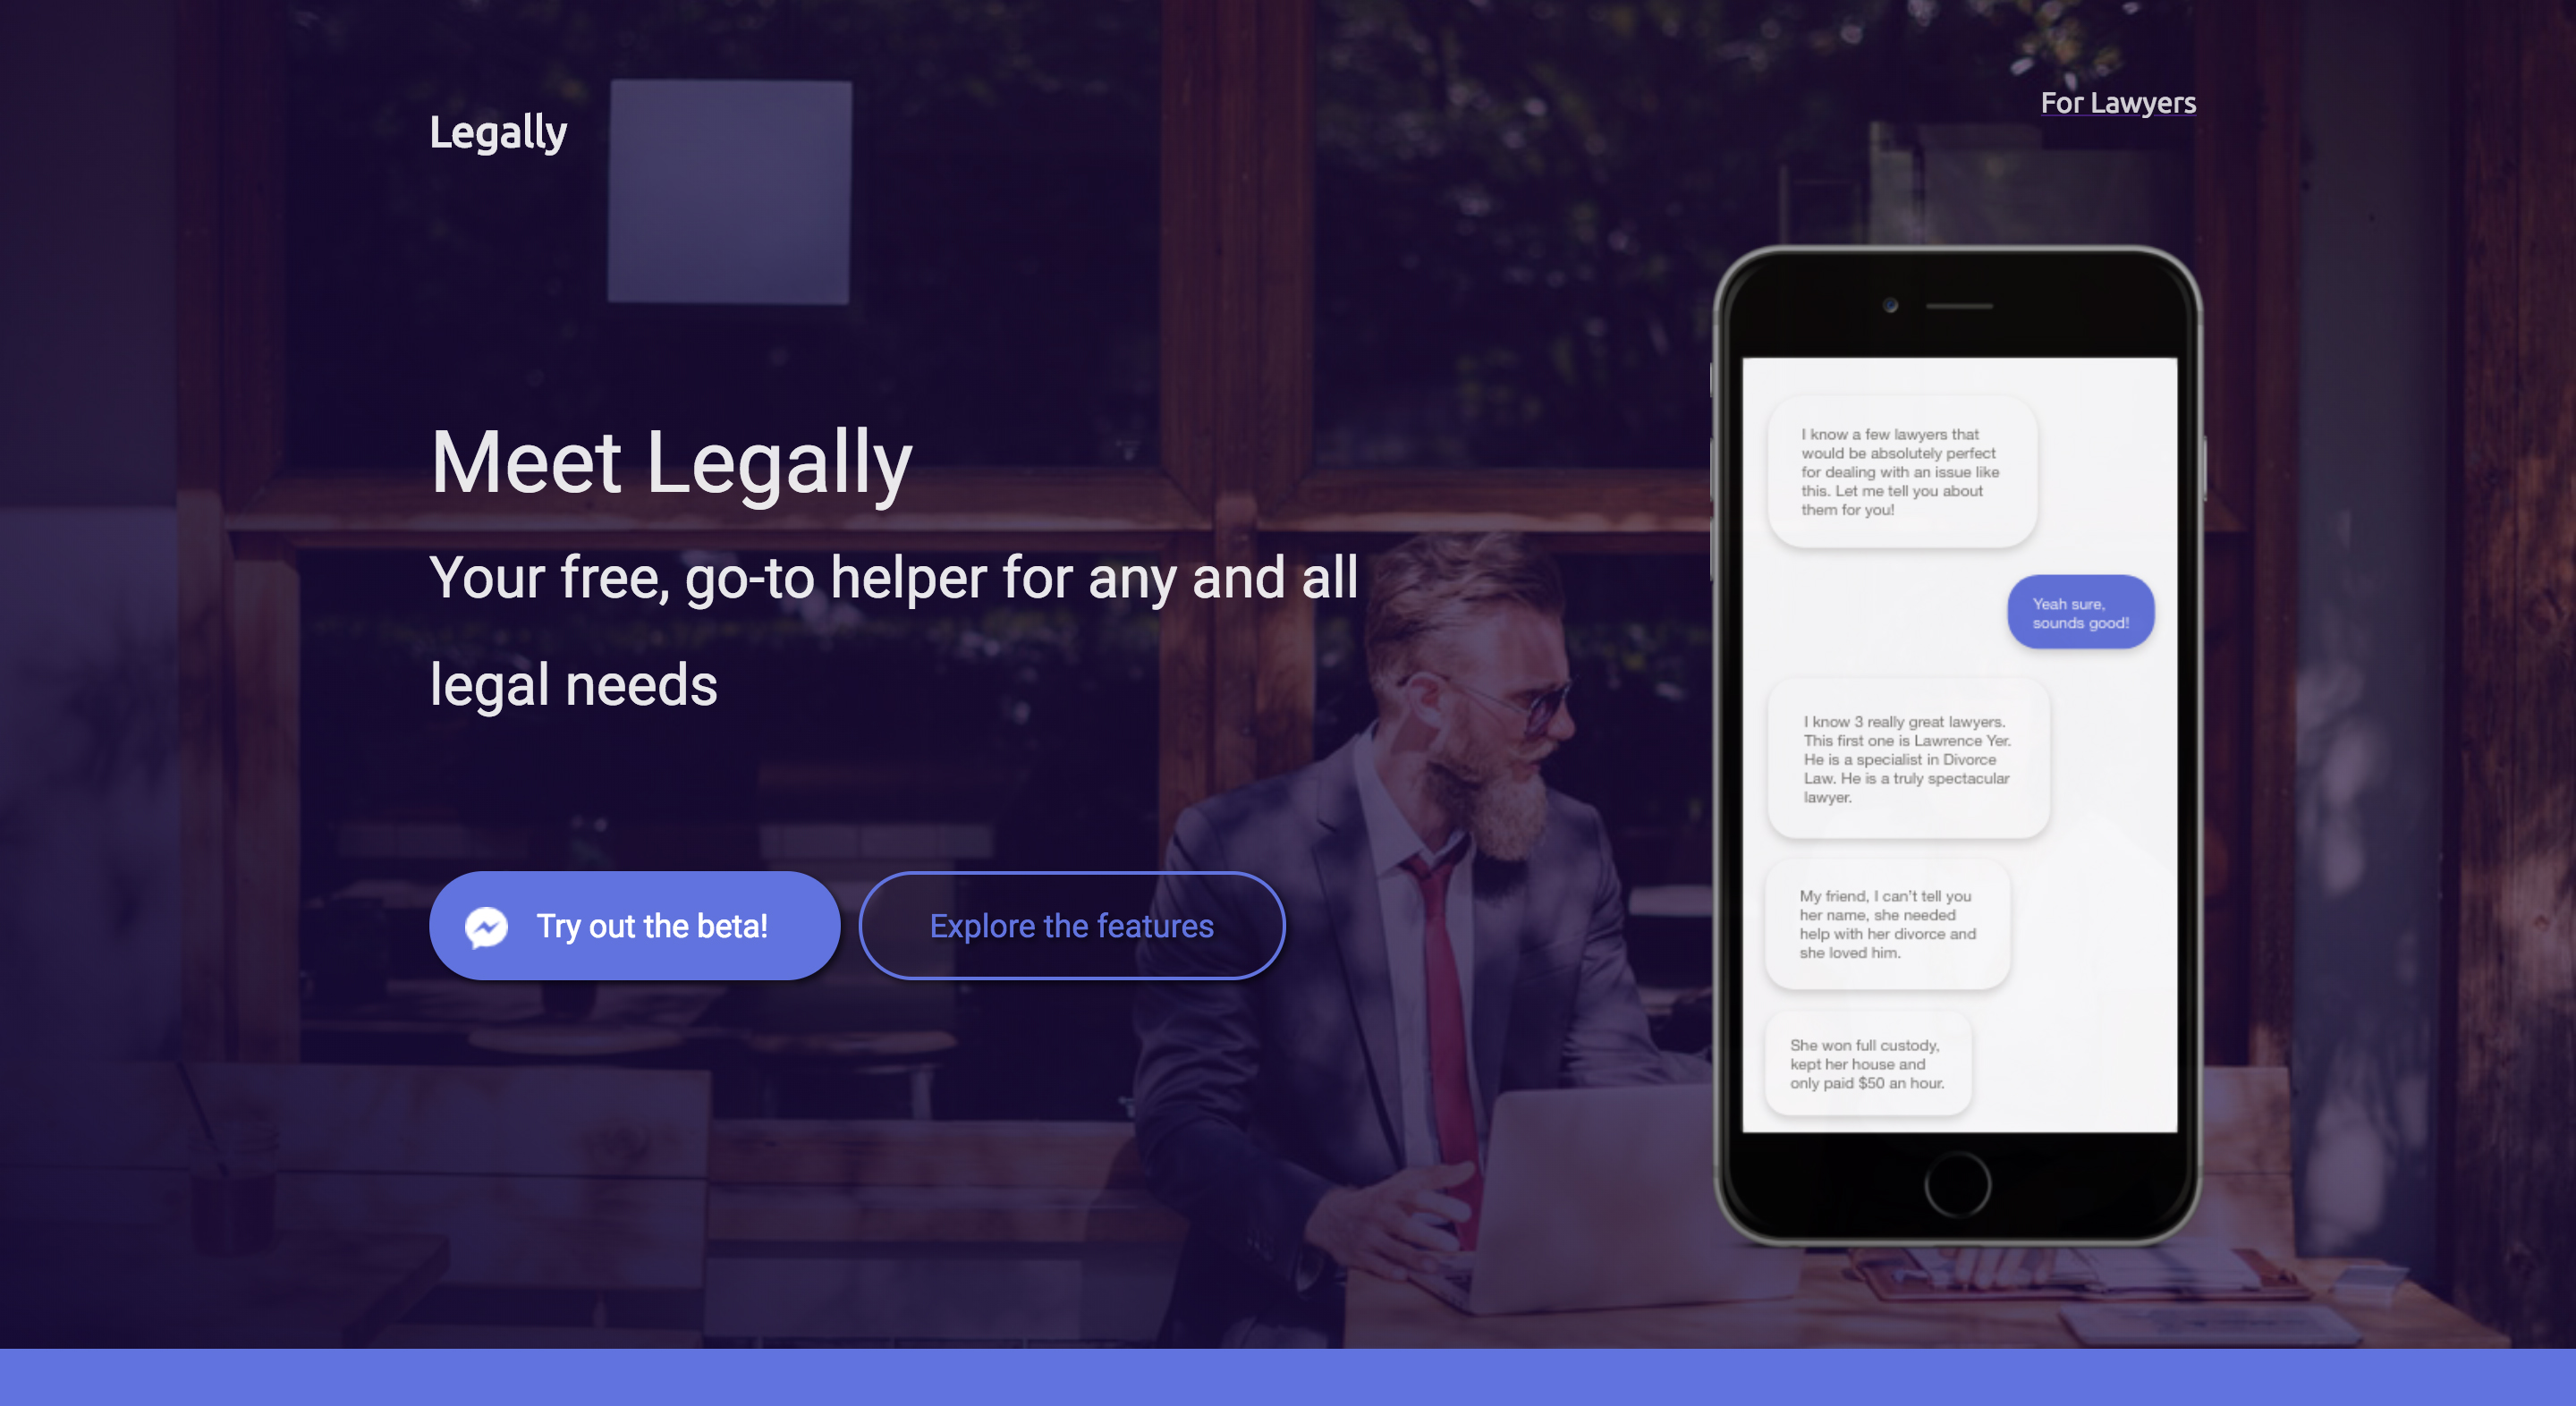 Legally
For Lawyers
Meet Legally
Your free, go-to helper for any and all
legal needs
Try out the beta!
Explore the features
I know a few lawyers that
would be absolutely perfect
for dealing with an issue like
this. Let me tell you about
them for you!
Yeah sure,
sounds good!
I know 3 really great lawyers.
This first one is Lawrence Yer.
He is a specialist in Divorce
Law. He is a truly spectacular
lawyer.
My friend, I can't tell you
her name, she needed
help with her divorce and
she loved him.
She won full custody,
kept her house and
only paid $50 an hour.